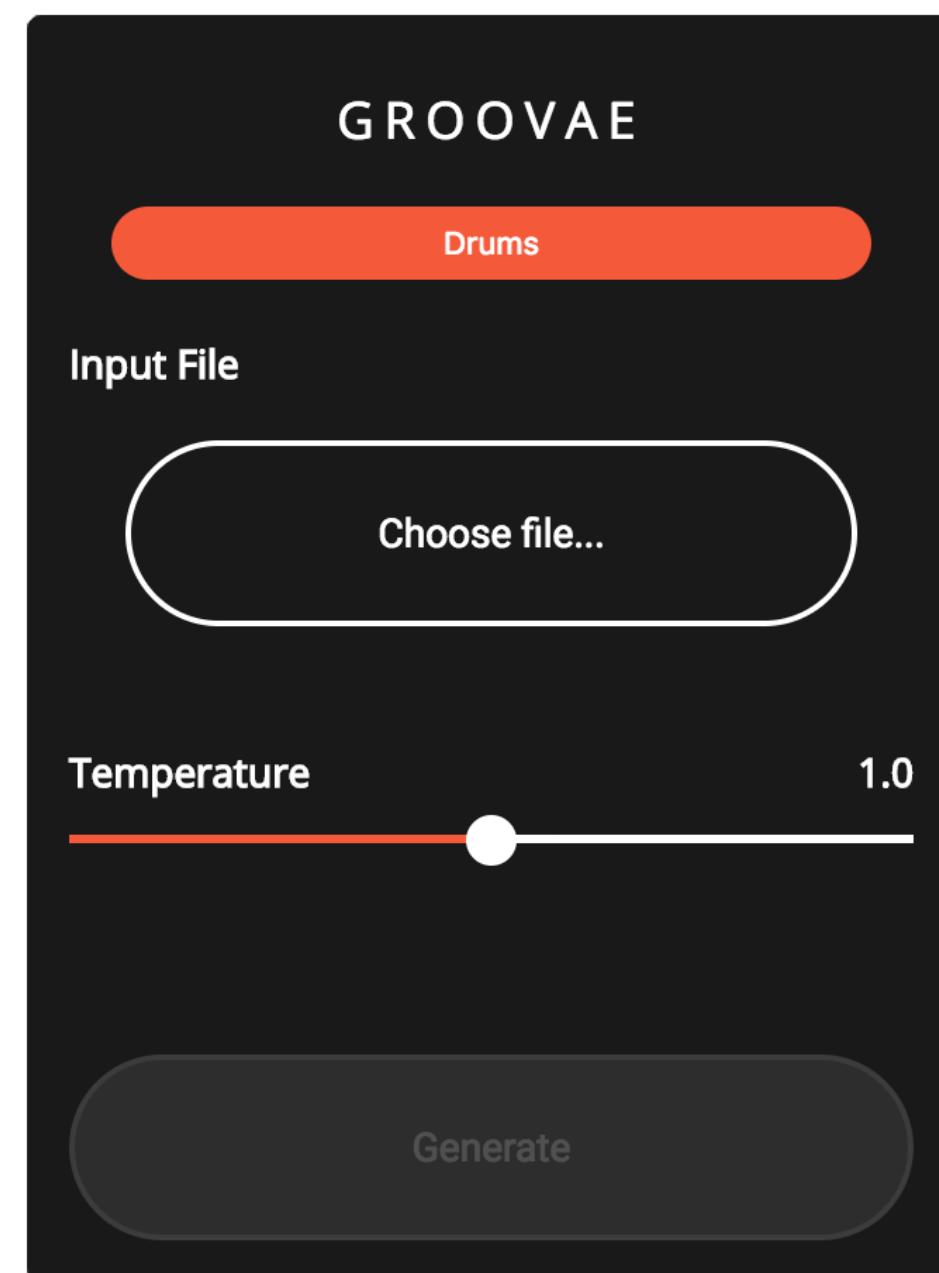 GROOVAE
Drums
Input File
Choose file...
Temperature 1.0
Generate